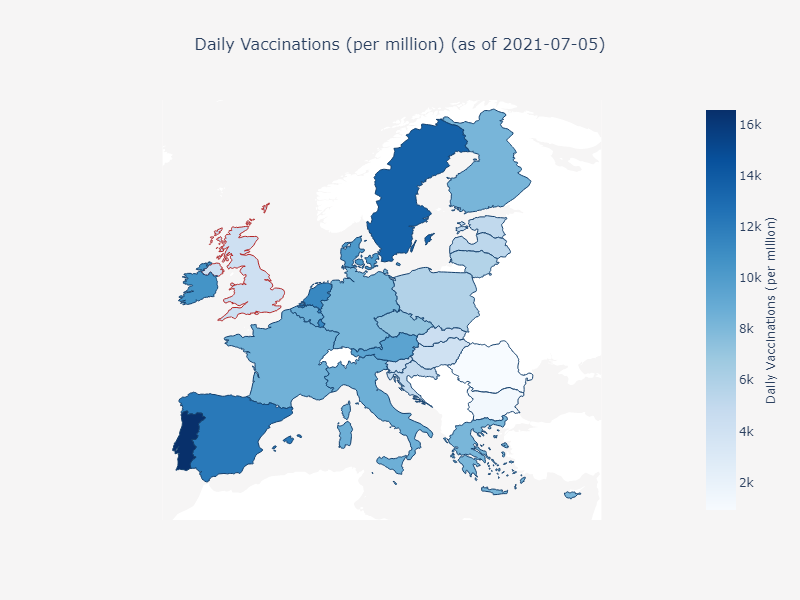 Daily Vaccinations (per million) (as of 2021-07-05)
16k
14k
12k
10k
8k
6k
4k
2k
Daily Vaccinations (per million)